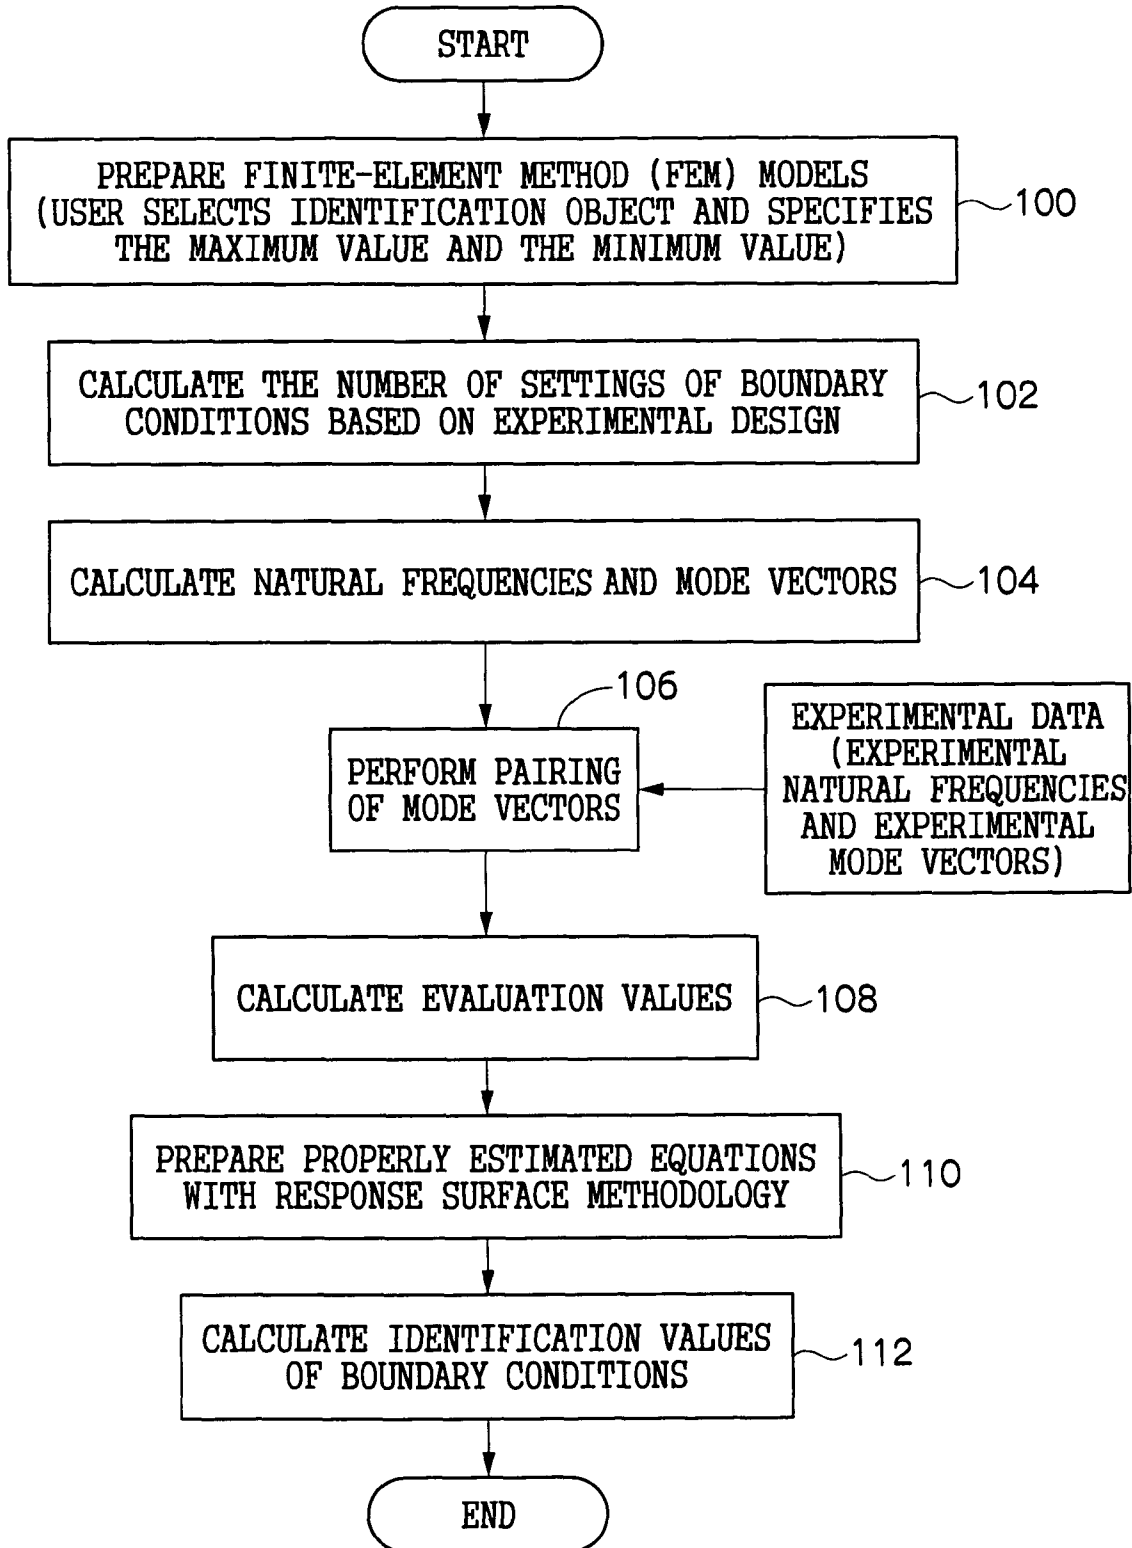 START
PREPARE FINITE-ELEMENT METHOD (FEM) MODELS
(USER SELECTS IDENTIFICATION OBJECT AND SPECIFIES
THE MAXIMUM VALUE AND THE MINIMUM VALUE)
100
CALCULATE THE NUMBER OF SETTINGS OF BOUNDARY
CONDITIONS BASED ON EXPERIMENTAL DESIGN
102
CALCULATE NATURAL FREQUENCIES AND MODE VECTORS
104
106
PERFORM PAIRING
OF MODE VECTORS
EXPERIMENTAL DATA
(EXPERIMENTAL
NATURAL FREQUENCIES
AND EXPERIMENTAL
MODE VECTORS)
CALCULATE EVALUATION VALUES
108
PREPARE PROPERLY ESTIMATED EQUATIONS
WITH RESPONSE SURFACE METHODOLOGY
110
CALCULATE IDENTIFICATION VALUES
OF BOUNDARY CONDITIONS
112
END